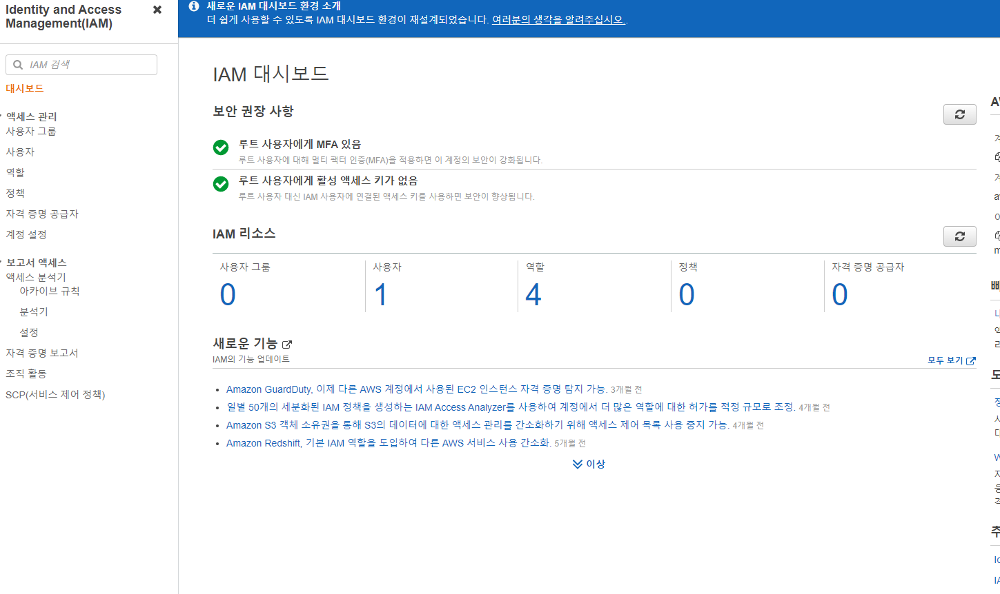 Identity and Access
Management(IAM)
IAM 검색
대시보드
액세스 관리
사용자 그룹
사용자
역할
정책
자격 증명 공급자
계정 설정
보고서 액세스
액세스 분석기
아카이브 규칙
분석기
설정
자격 증명 보고서
조직 활동
SCP(서비스 제어 정책)
새로운 IAM 대시보드 환경 소개
더 쉽게 사용할 수 있도록 IAM 대시보드 환경이 재설계되었습니다. 여러분의 생각을 알려주십시오..
IAM 대시보드
보안 권장 사항
루트 사용자에게 MFA 있음
루트 사용자에 대해 멀티 팩터 인증(MFA)을 적용하면 이 계정의 보안이 강화됩니다.
루트 사용자에게 활성 액세스 키가 없음
루트 사용자 대신 IAM 사용자에 연결된 액세스 키를 사용하면 보안이 향상됩니다.
IAM 리소스
사용자 그룹 사용자 역할 정책 자격 증명 공급자
0 1 4 0 0
새로운 기능
IAM의 기능 업데이트
모두 보기
Amazon GuardDuty, 이제 다른 AWS 계정에서 사용된 EC2 인스턴스 자격 증명 탐지 가능. 3개월 전
일별 50개의 세분화된 IAM 정책을 생성하는 IAM Access Analyzer를 사용하여 계정에서 더 많은 역할에 대한 허가를 적정 규모로 조정. 4개월 전
Amazon S3 객체 소유권을 통해 S3의 데이터에 대한 액세스 관리를 간소화하기 위해 액세스 제어 목록 사용 중지 가능. 4개월 전
Amazon Redshift, 기본 IAM 역할을 도입하여 다른 AWS 서비스 사용 간소화. 5개월 전
이상